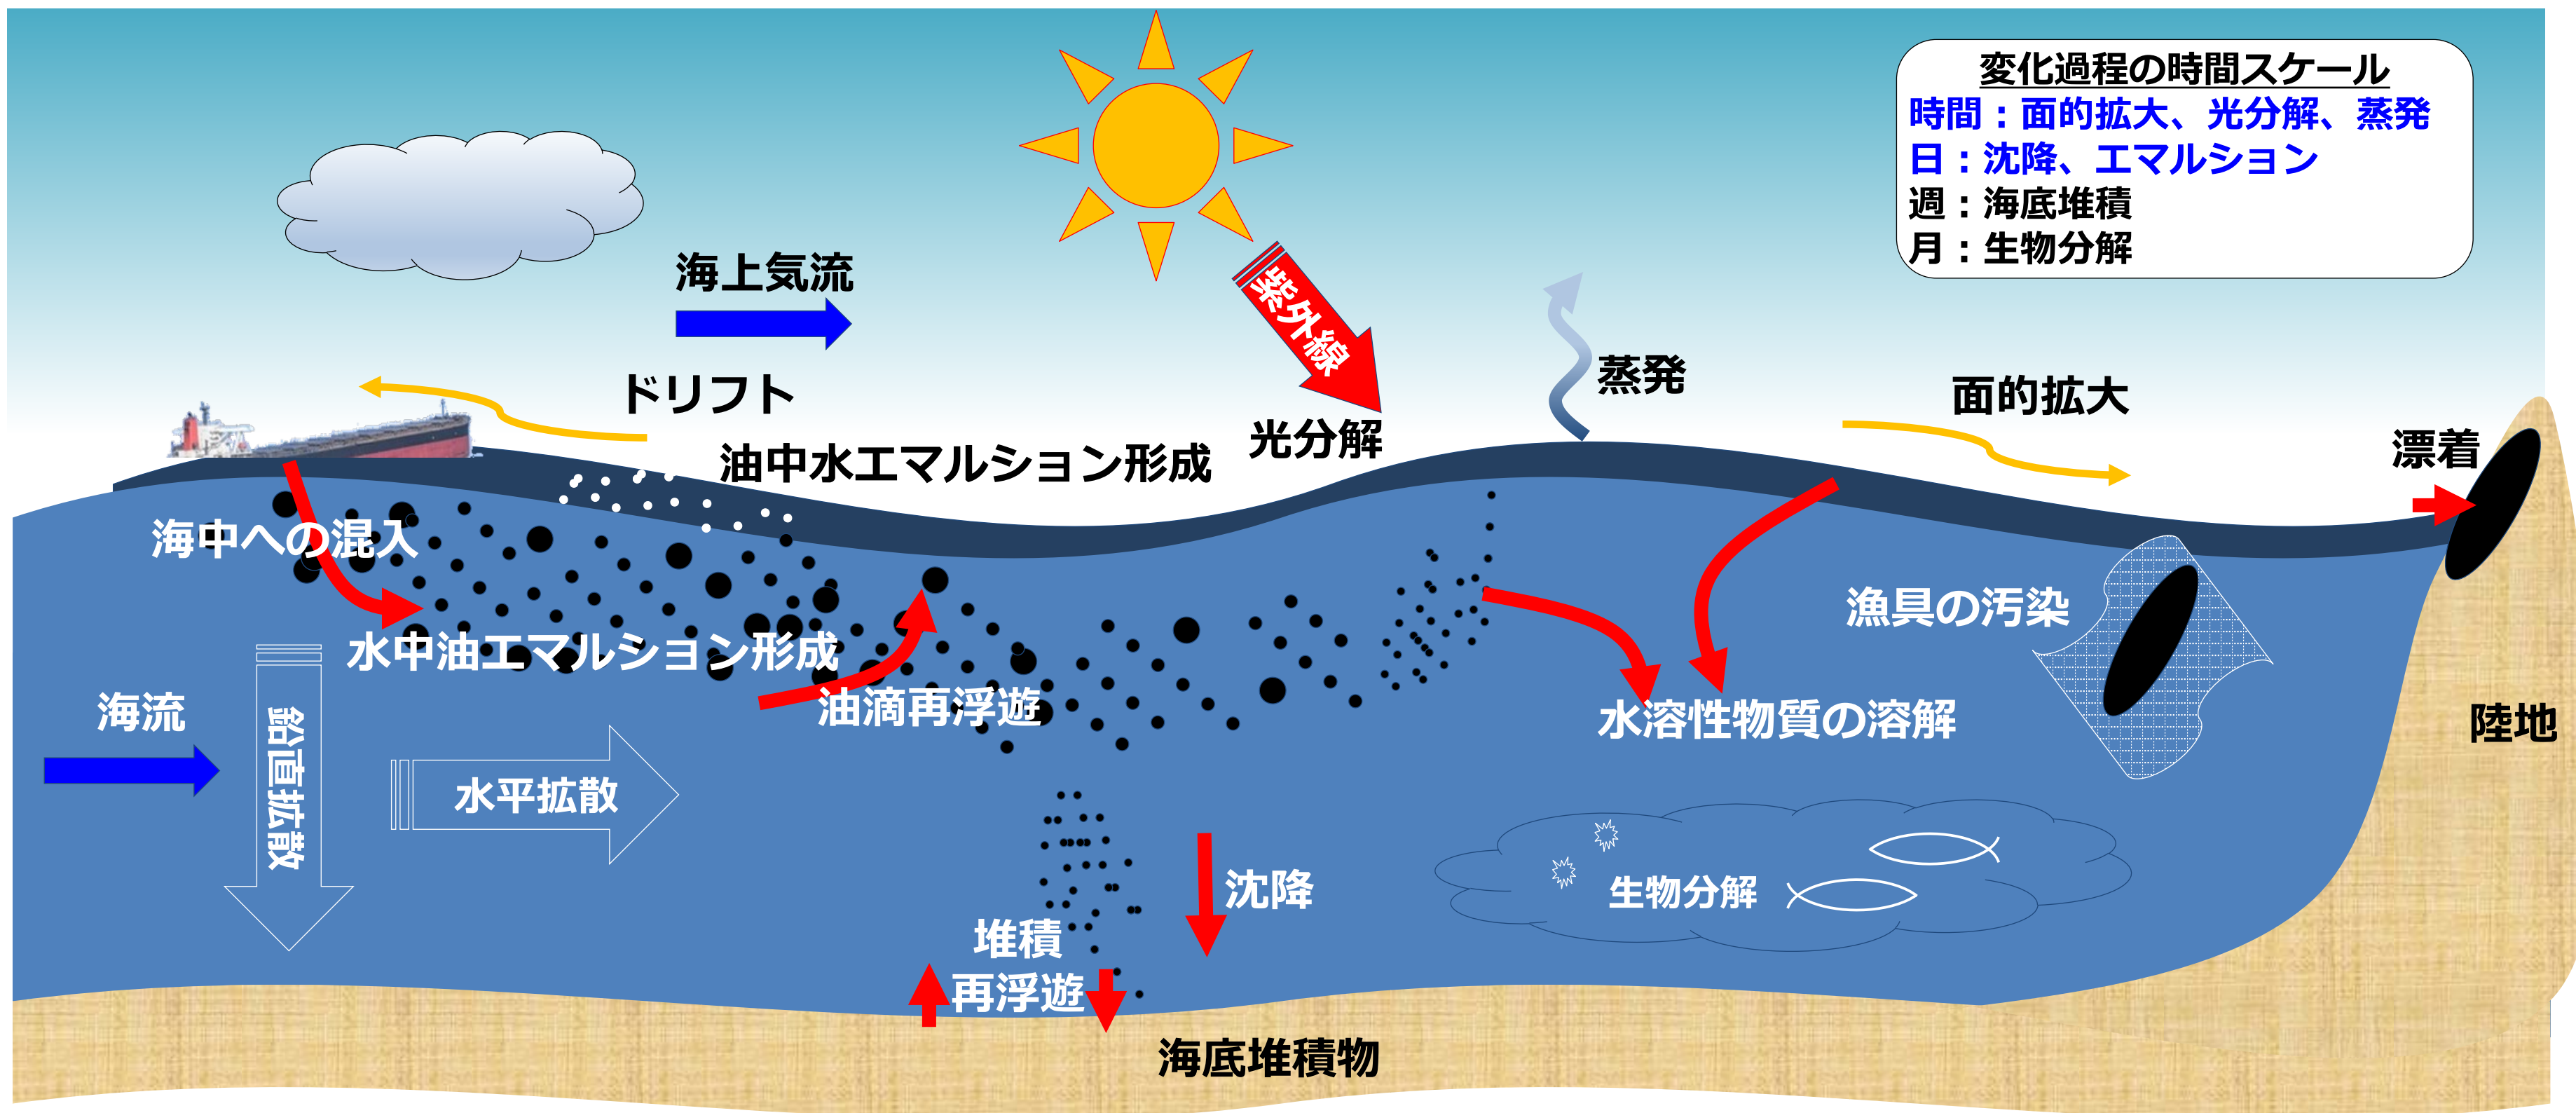 変化過程の時間スケール
時間：面的拡大、光分解、蒸発
日：沈降、エマルション
週：海底堆積
月：生物分解
海上気流
紫外線
ドリフト
蒸発
面的拡大
光分解
油中水エマルション形成
漂着
海中への混入
漁具の汚染
水中油エマルション形成
油滴再浮遊
海流
水溶性物質の溶解
陸地
鉛直拡散
水平拡散
沈降
生物分解
堆積
再浮遊
海底堆積物